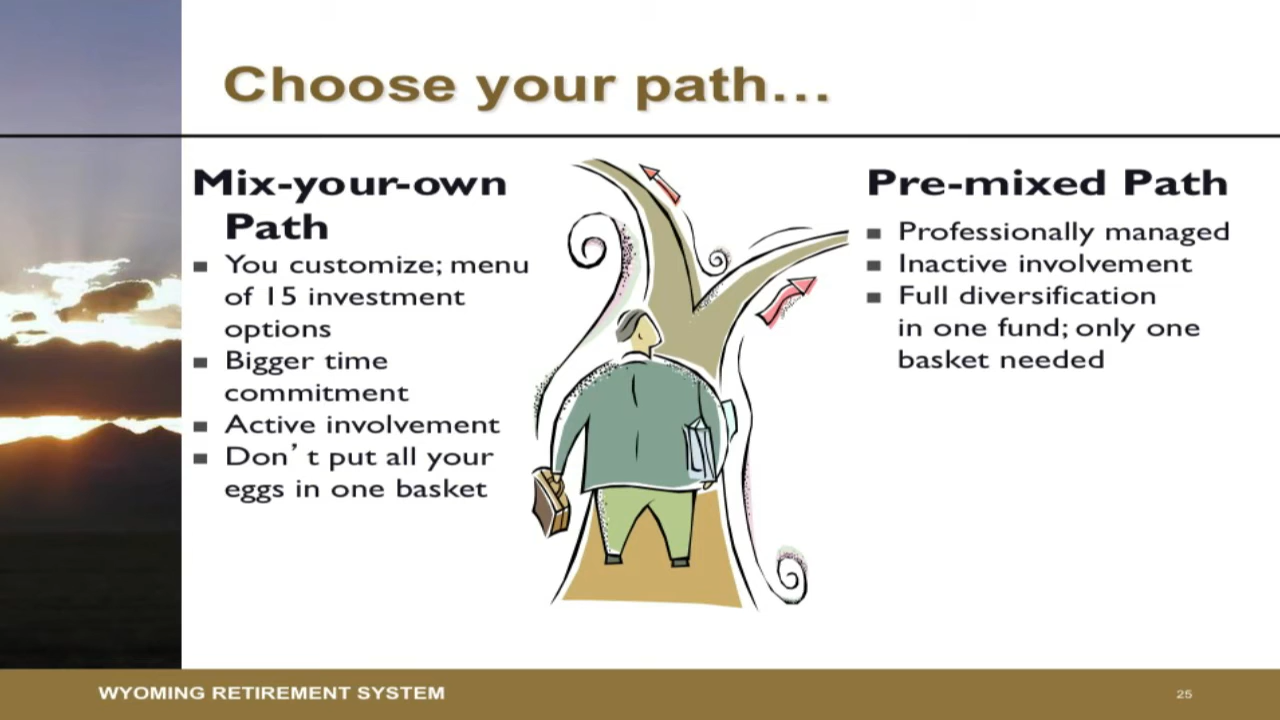 Choose your path...
Mix-your-own
Path
You customize; menu
of 15 investment
options
Bigger time
commitment
Active involvement
Don’t put all your
eggs in one basket
Pre-mixed Path
Professionally managed
Inactive involvement
Full diversification
in one fund; only one
basket needed
WYOMING RETIREMENT SYSTEM
25